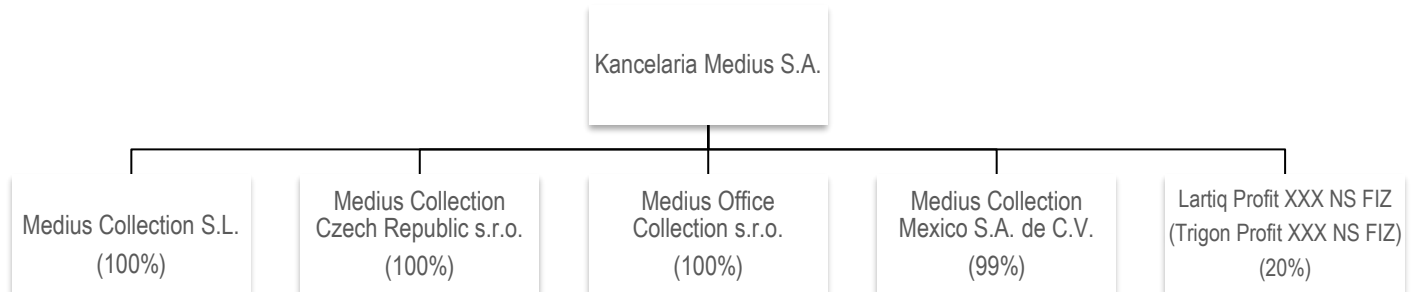 Kancelaria Medius S.A.
Medius Collection S.L.
(100%)
Medius Collection
Czech Republic s.r.o.
(100%)
Medius Office
Collection s.r.o.
(100%)
Medius Collection
Mexico S.A. de C.V.
(99%)
Lartiq Profit XXX NS FIZ
(Trigon Profit XXX NS FIZ)
(20%)